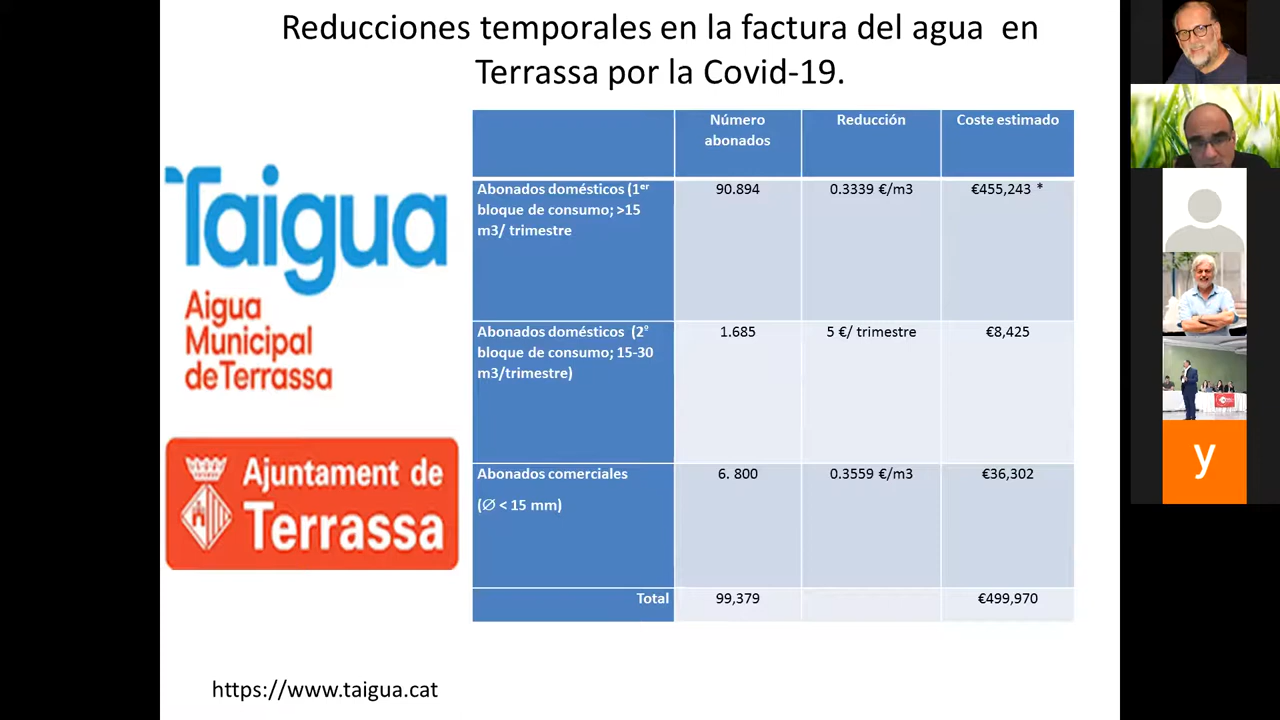 Reducciones temporales en la factura del agua en
Terrassa por la Covid-19.
Taigua
Aigua
Municipal
de Terrassa
Ajuntament de
Terrassa
Número
abonados
Reducción
Coste estimado
Abonados domésticos (1er
bloque de consumo; >15
m3/ trimestre
90.894
0.3339 €/m3
€455,243 *
Abonados domésticos (2º
bloque de consumo; 15-30
m3/trimestre)
1.685
5 €/ trimestre
€8,425
Abonados comerciales
(∅ < 15 mm)
6. 800
0.3559 €/m3
€36,302
Total
99,379
€499,970
https://www.taigua.cat
y